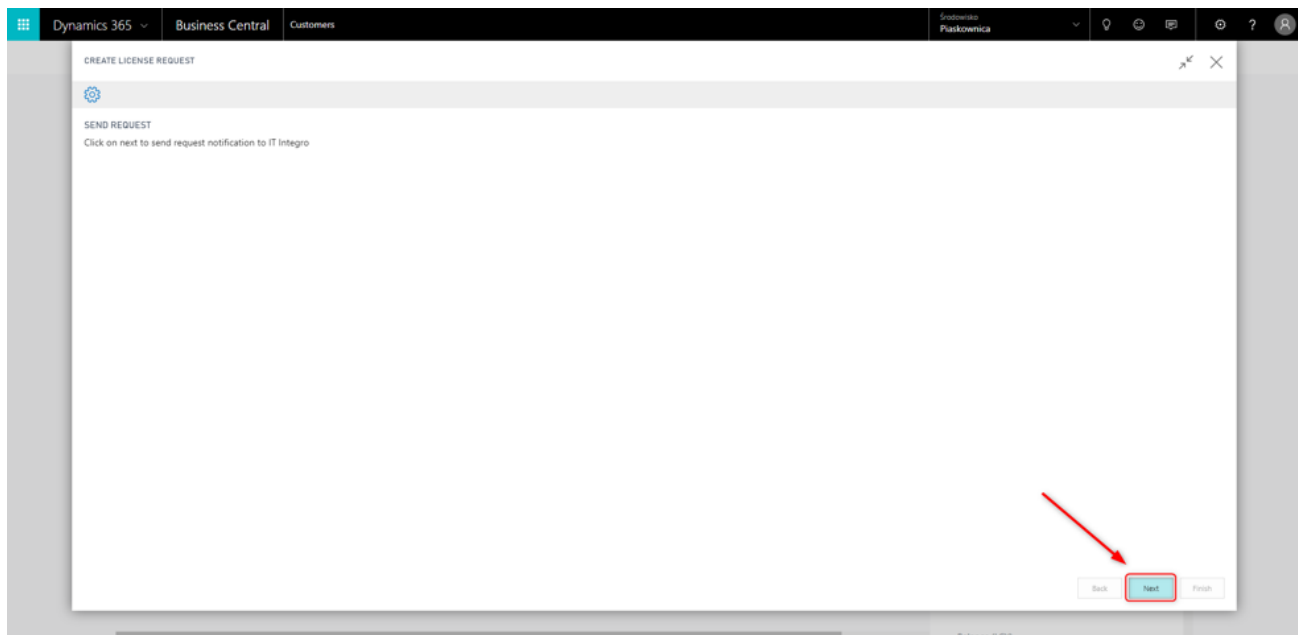 Dynamics 365 Business Central Customers Środowisko
Piaskownica ?
CREATE LICENSE REQUEST
SEND REQUEST
Click on next to send request notification to IT Integro
Back Next Finish